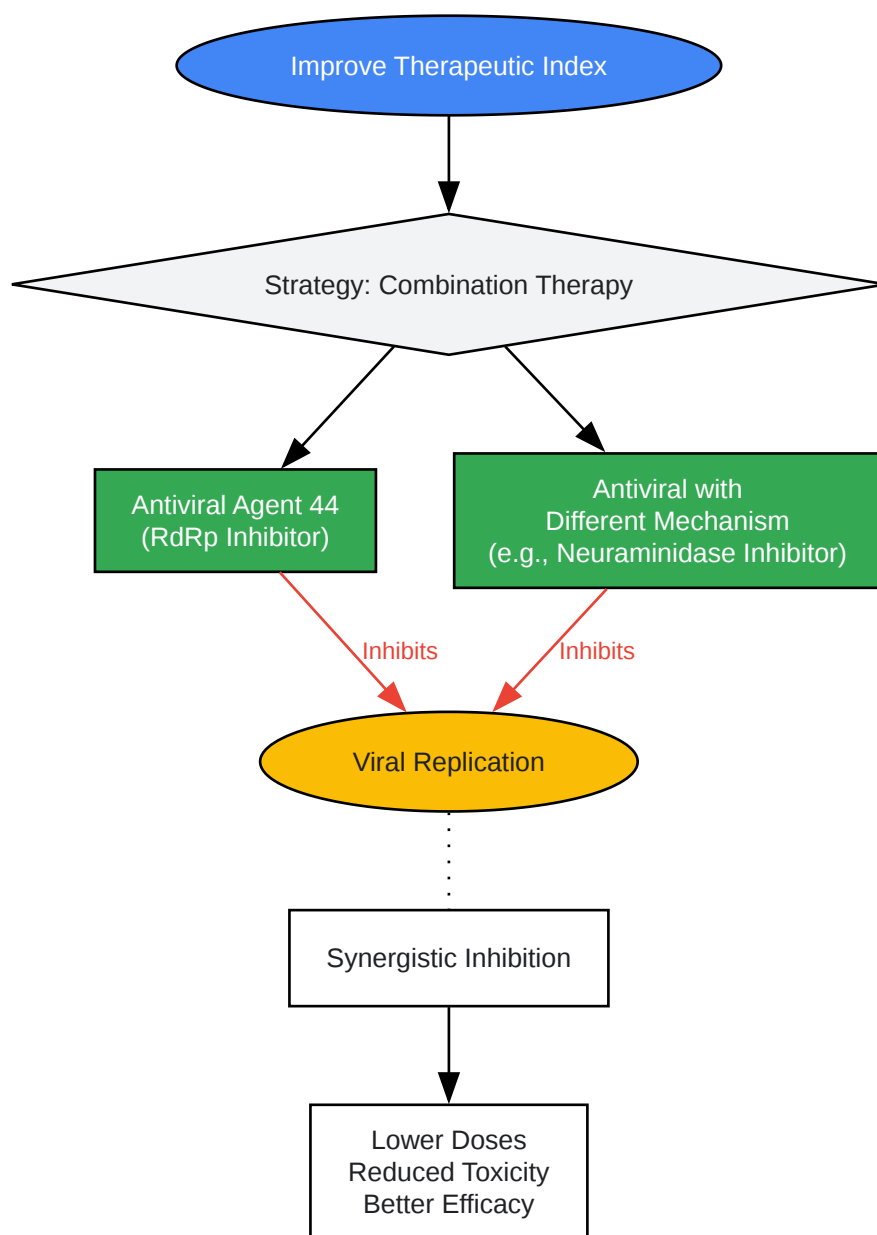 Improve Therapeutic Index
Strategy: Combination Therapy
Antiviral Agent 44
(RdRp Inhibitor)
Antiviral with
Different Mechanism
(e.g., Neuraminidase Inhibitor)
Inhibits
Inhibits
Viral Replication
Synergistic Inhibition
Lower Doses
Reduced Toxicity
Better Efficacy